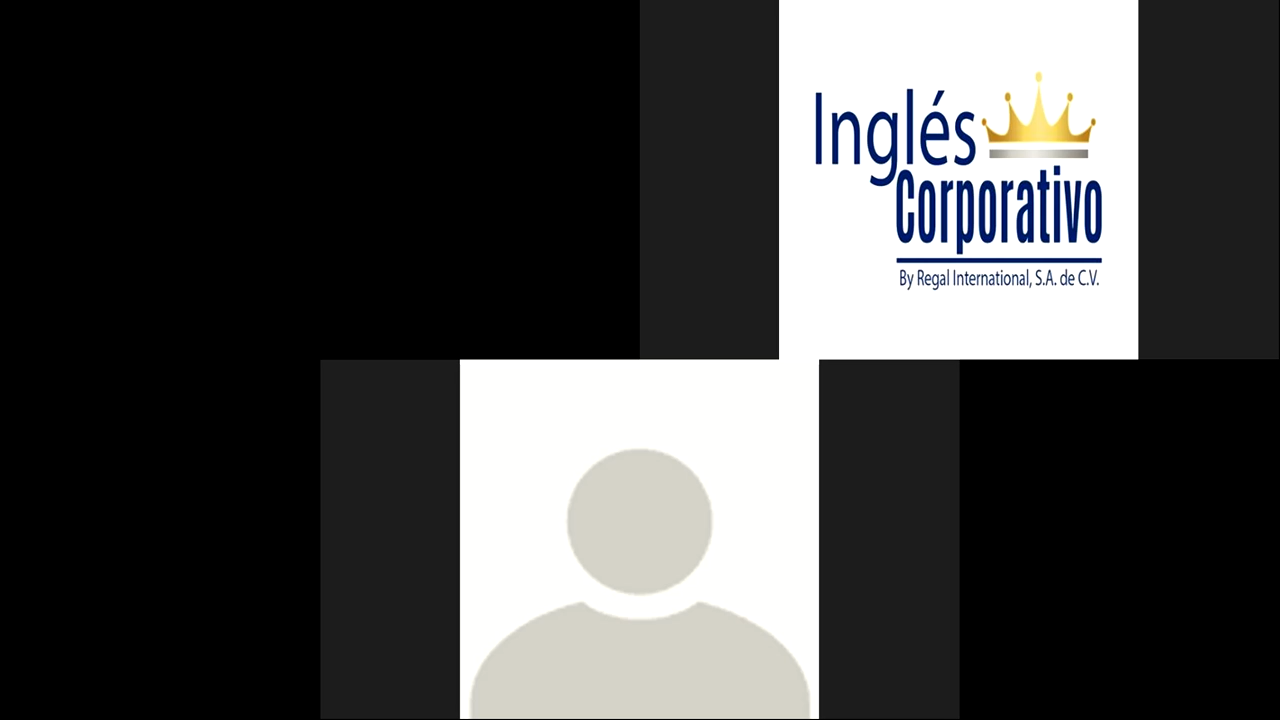 Inglés
Corporativo
By Regal International, S.A. de C.V.